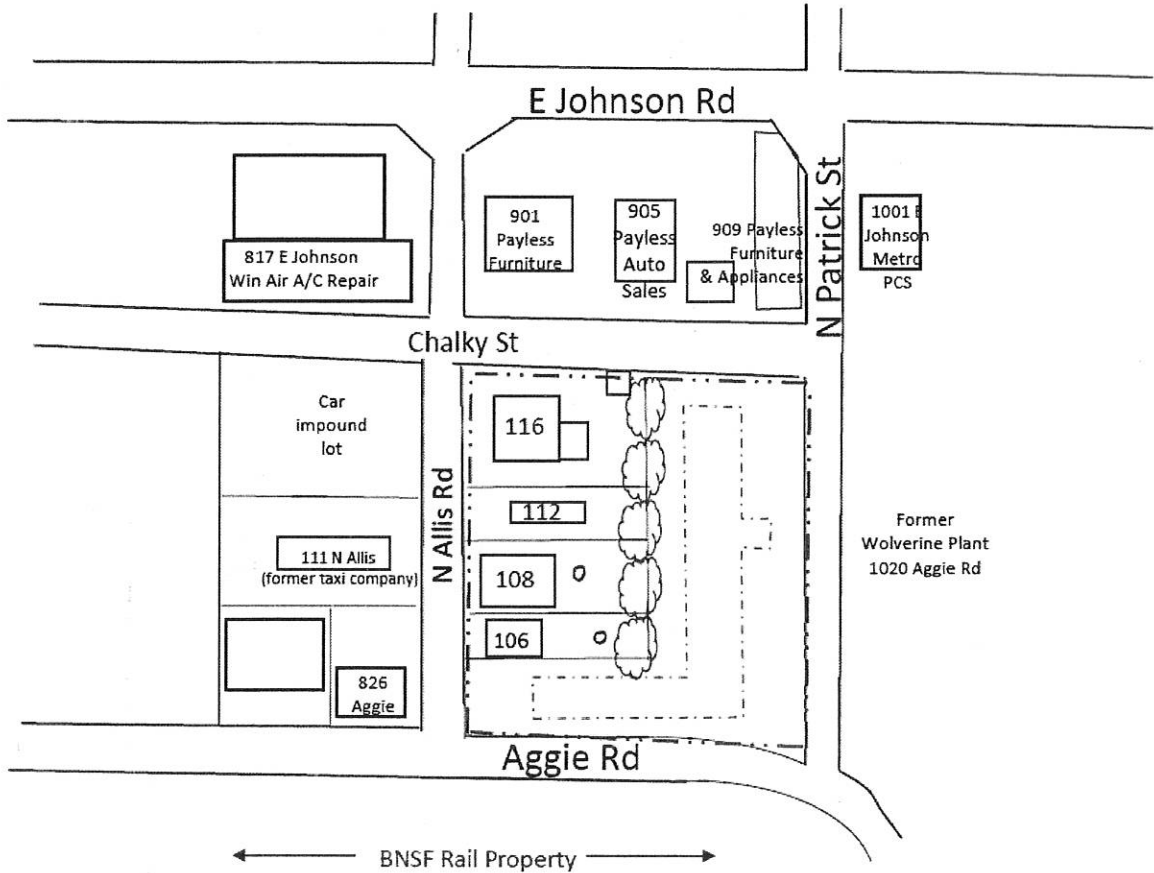 E Johnson Rd
817 E Johnson
Win Air A/C Repair
901
Payless
Furniture
905
Payless
Auto
Sales
909 Payless
Furniture
& Appliances
N Patrick St
1001 E
Johnson
Metro
PCS
Chalky St
Car
impound
lot
N Allis Rd
116
112
111 N Allis
(former taxi company)
108
106
826
Aggie
Former
Wolverine Plant
1020 Aggie Rd
Aggie Rd
BNSF Rail Property